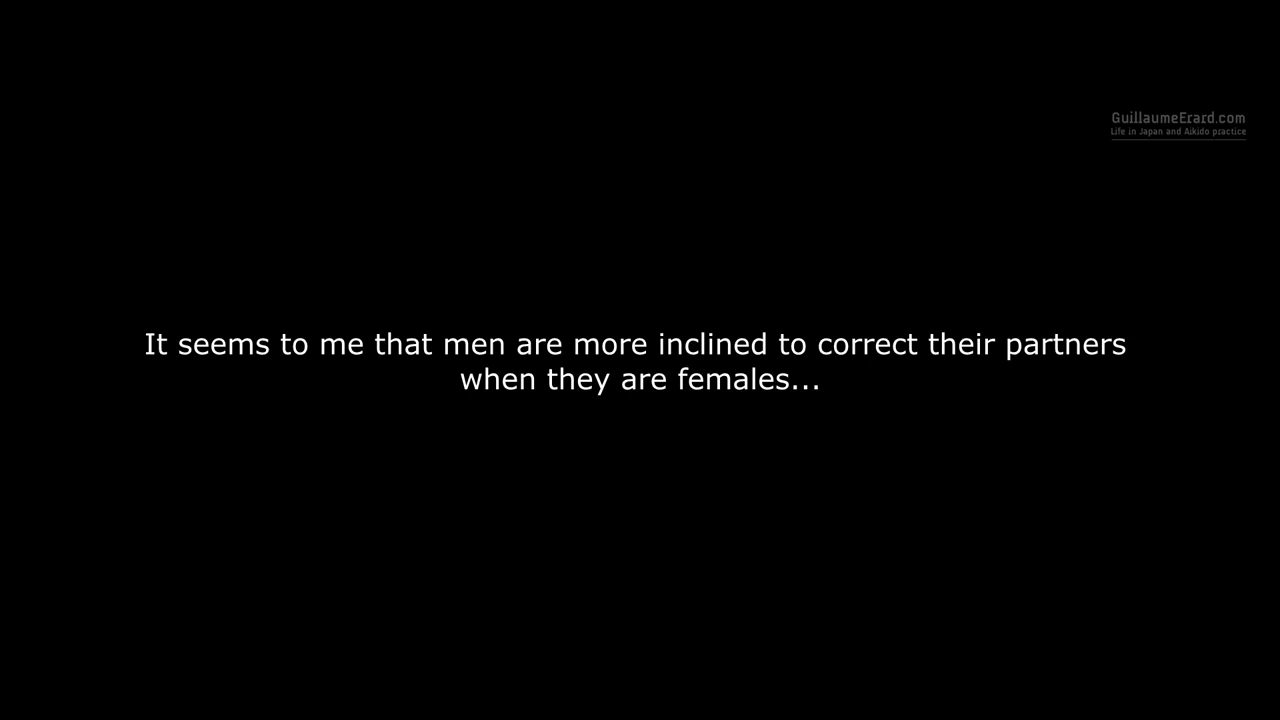 GuillaumeErard.com
Life in Japan and Aikido practice
It seems to me that men are more inclined to correct their partners
when they are females...